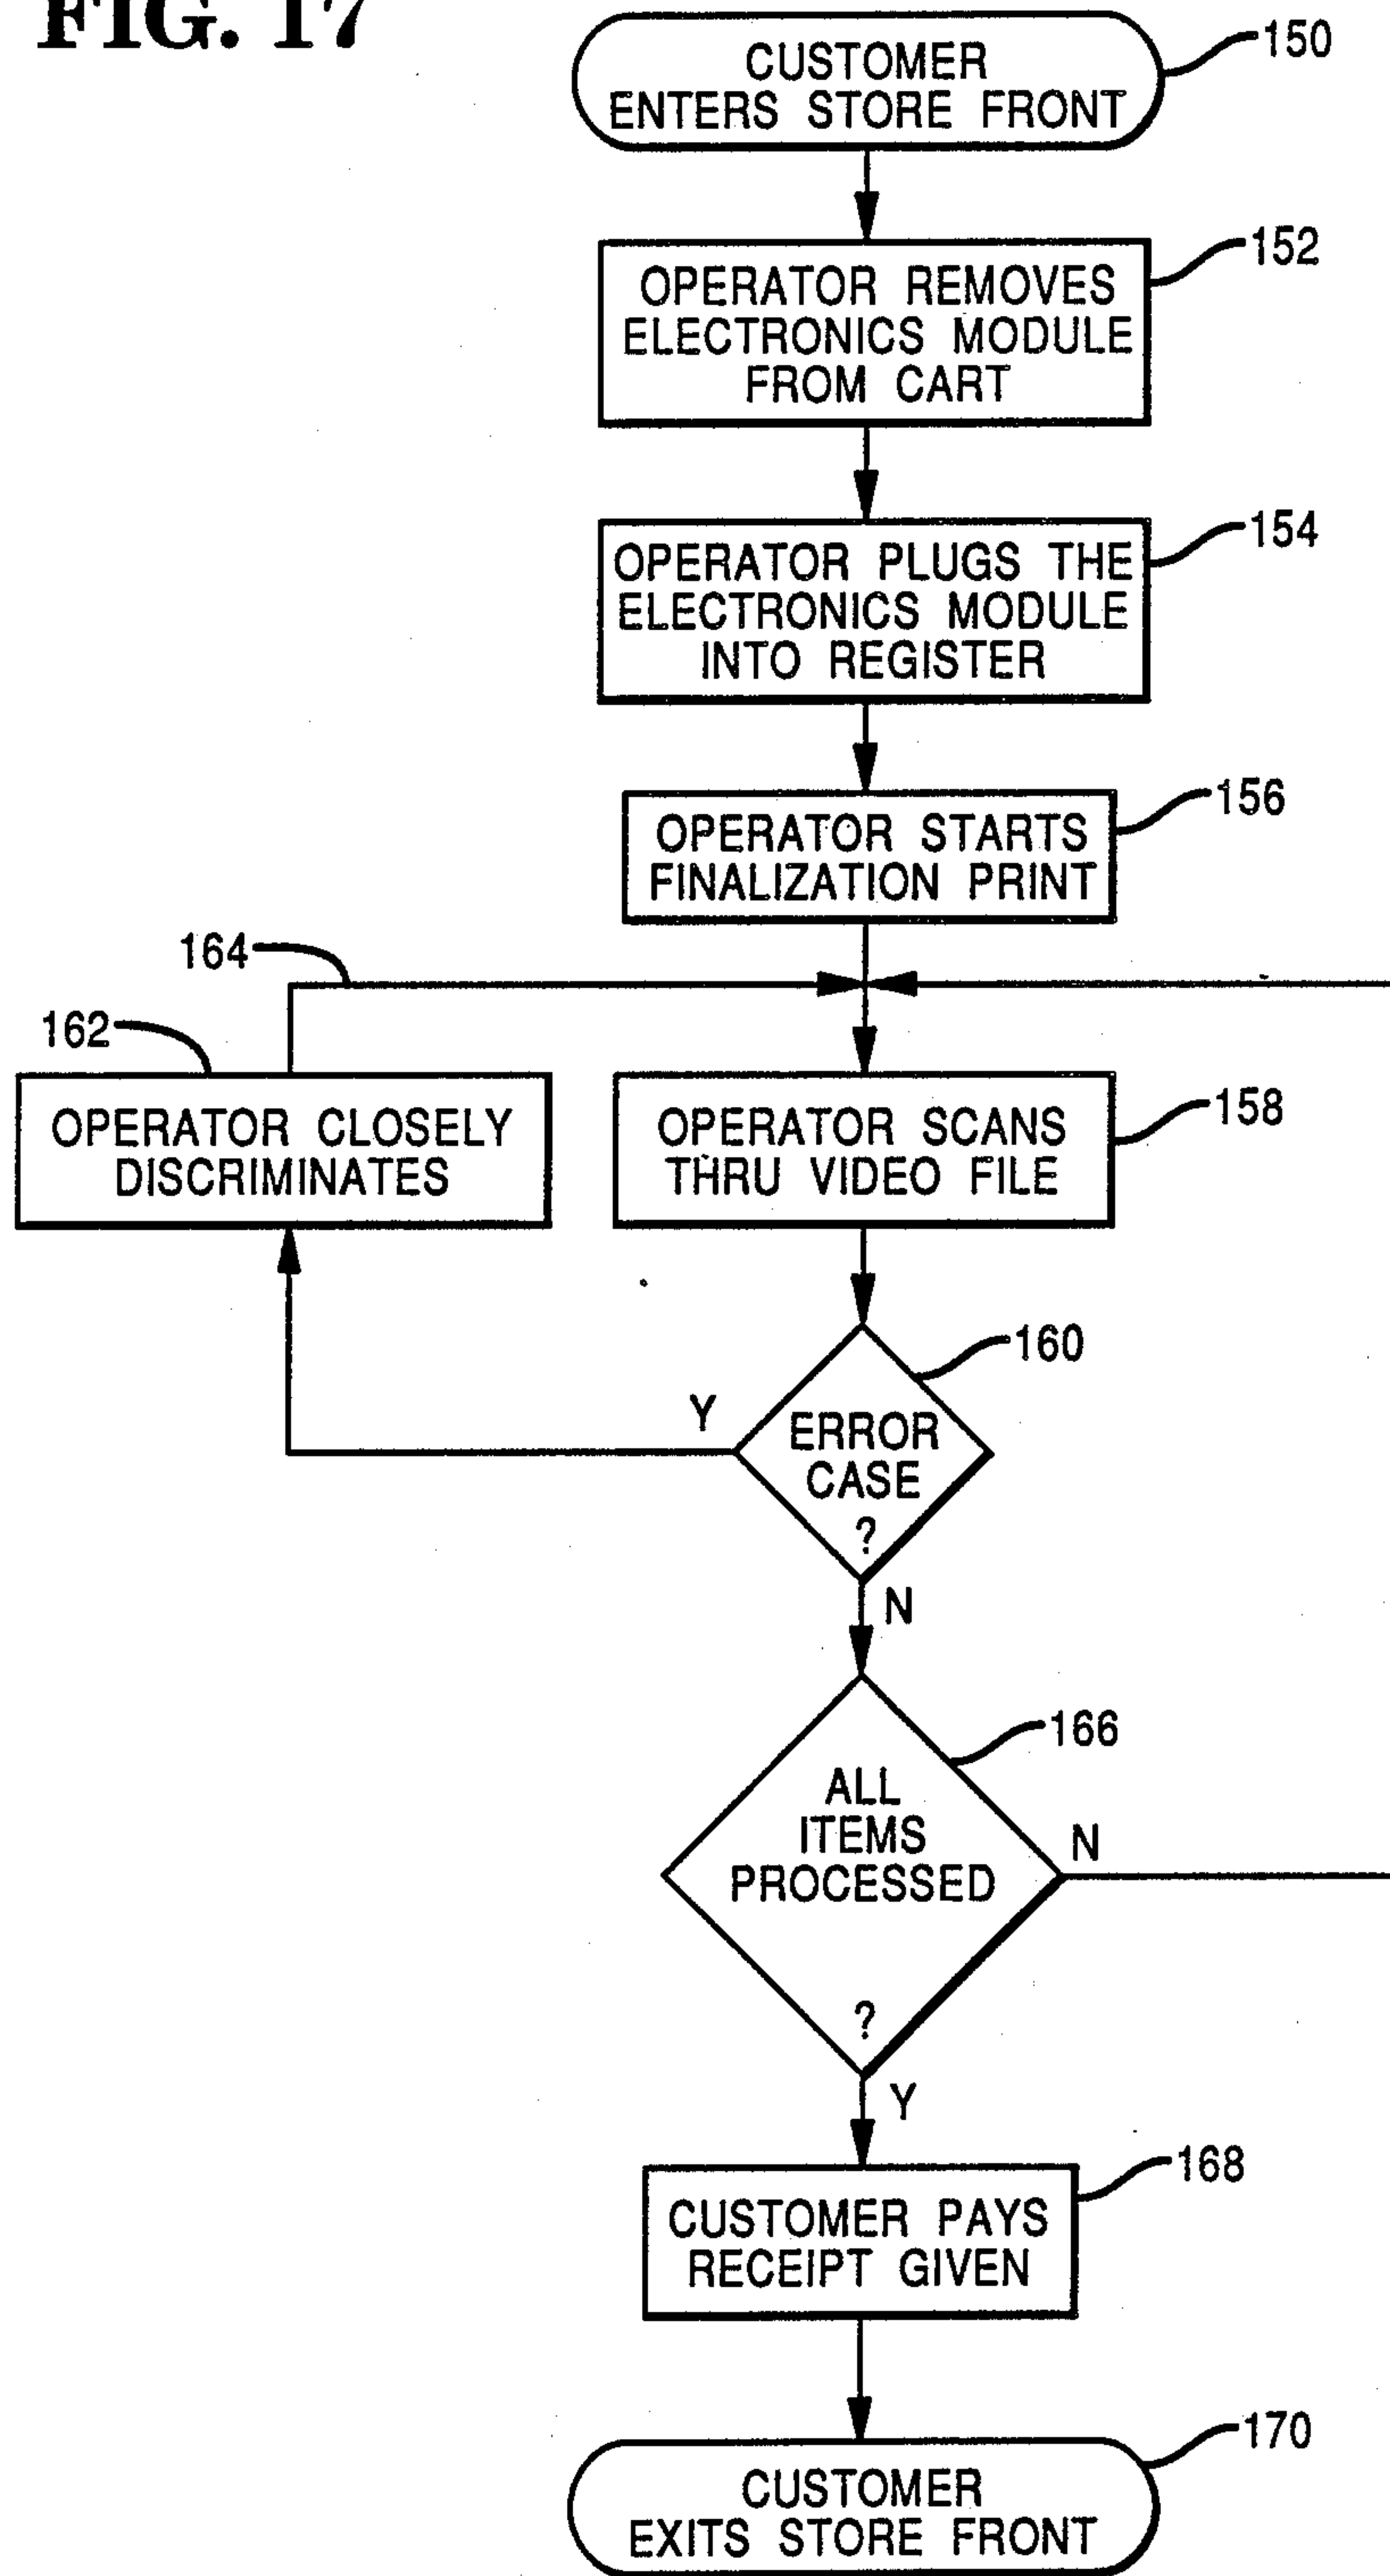 FIG. 17
CUSTOMER
ENTERS STORE FRONT
150
OPERATOR REMOVES
ELECTRONICS MODULE
FROM CART
152
OPERATOR PLUGS THE
ELECTRONICS MODULE
INTO REGISTER
154
OPERATOR STARTS
FINALIZATION PRINT
156
164
162
OPERATOR CLOSELY
DISCRIMINATES
OPERATOR SCANS
THRU VIDEO FILE
158
160
Y
ERROR
CASE
?
N
166
ALL
ITEMS
PROCESSED
?
N
Y
168
CUSTOMER PAYS
RECEIPT GIVEN
170
CUSTOMER
EXITS STORE FRONT